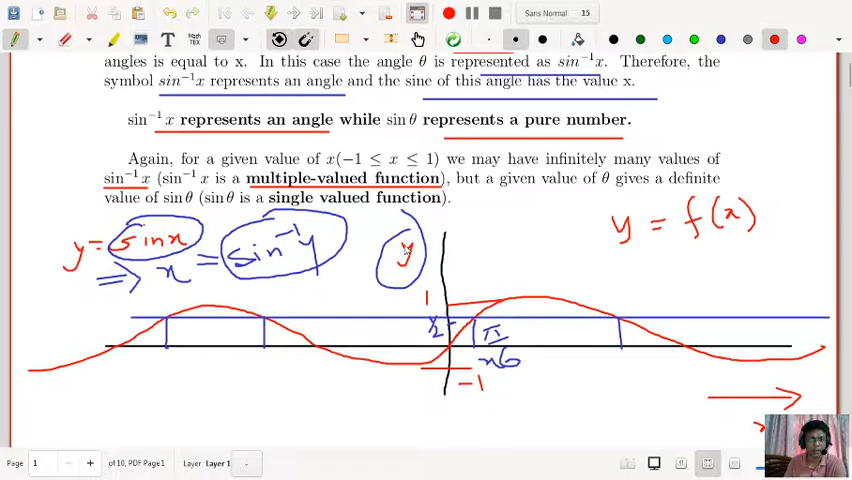 Sans Normal 15
T Math TEX
angles is equal to x. In this case the angle θ is represented as sin⁻¹x. Therefore, the
symbol sin⁻¹x represents an angle and the sine of this angle has the value x.
sin⁻¹ x represents an angle while sin θ represents a pure number.
Again, for a given value of x(−1 ≤ x ≤ 1) we may have infinitely many values of
sin⁻¹x (sin⁻¹x is a multiple-valued function), but a given value of θ gives a definite
value of sin θ (sin θ is a single valued function).
y = sinx
y = f(x)
⇒ x = sin⁻¹y
y
1
½
π/6
−1
Page 1 of 10, PDF Page1 Layer Layer 1